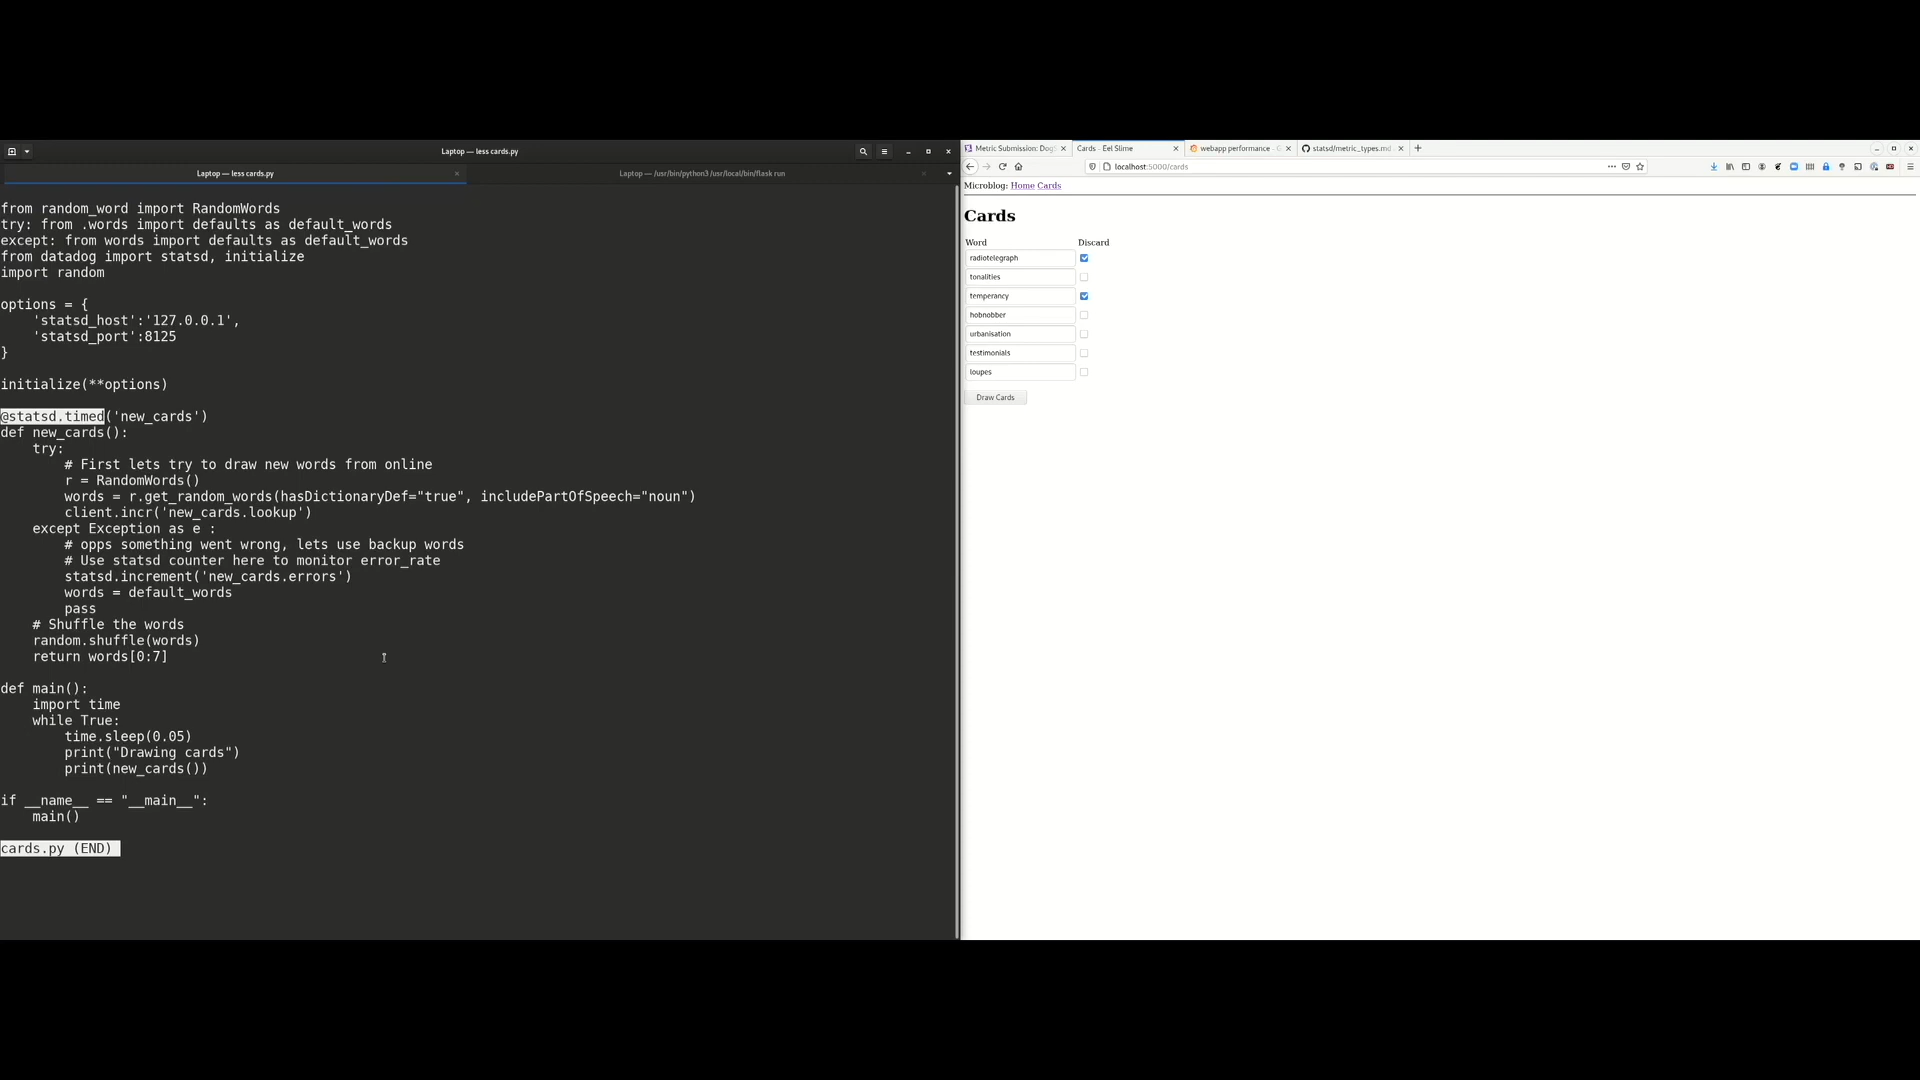 Laptop — less cards.py
Laptop — less cards.py
Laptop — /usr/bin/python3 /usr/local/bin/flask run
from random_word import RandomWords
try: from .words import defaults as default_words
except: from words import defaults as default_words
from datadog import statsd, initialize
import random
options = {
    'statsd_host':'127.0.0.1',
    'statsd_port':8125
}
initialize(**options)
@statsd.timed('new_cards')
def new_cards():
    try:
        # First lets try to draw new words from online
        r = RandomWords()
        words = r.get_random_words(hasDictionaryDef="true", includePartOfSpeech="noun")
        client.incr('new_cards.lookup')
    except Exception as e :
        # opps something went wrong, lets use backup words
        # Use statsd counter here to monitor error_rate
        statsd.increment('new_cards.errors')
        words = default_words
        pass
    # Shuffle the words
    random.shuffle(words)
    return words[0:7]
def main():
    import time
    while True:
        time.sleep(0.05)
        print("Drawing cards")
        print(new_cards())
if __name__ == "__main__":
    main()
cards.py (END)
Metric Submission: Dog
Cards - Eel Slime
webapp performance - G
statsd/metric_types.md
localhost:5000/cards
Microblog: Home Cards
Cards
Word Discard
radiotelegraph
tonalities
temperancy
hobnobber
urbanisation
testimonials
loupes
Draw Cards